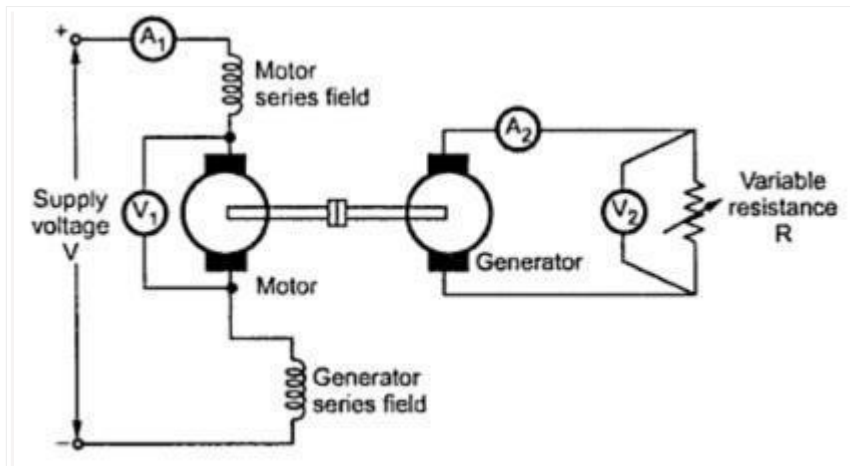 +
A1
Motor
series field
A2
Supply
voltage
V
V1
V2
Variable
resistance
R
Generator
Motor
Generator
series field
−